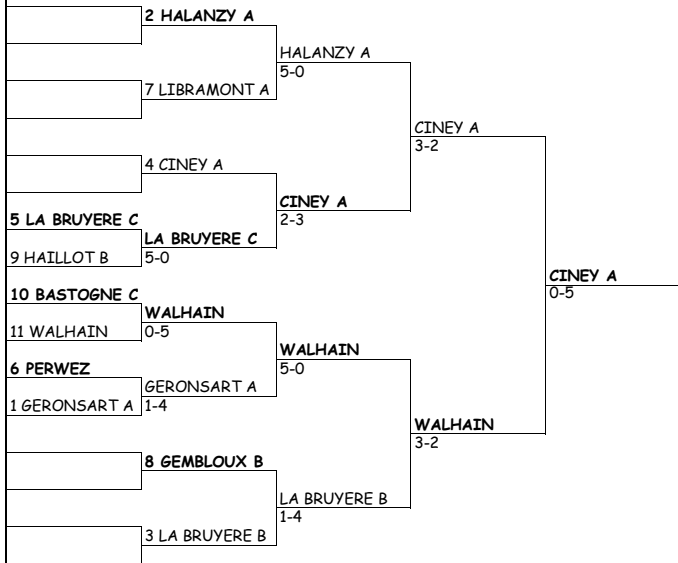 2 HALANZY A
HALANZY A
5-0
7 LIBRAMONT A
CINEY A
3-2
4 CINEY A
CINEY A
2-3
5 LA BRUYERE C
LA BRUYERE C
5-0
9 HAILLOT B
CINEY A
0-5
10 BASTOGNE C
WALHAIN
0-5
11 WALHAIN
WALHAIN
5-0
6 PERWEZ
GERONSART A
1-4
1 GERONSART A
WALHAIN
3-2
8 GEMBLOUX B
LA BRUYERE B
1-4
3 LA BRUYERE B